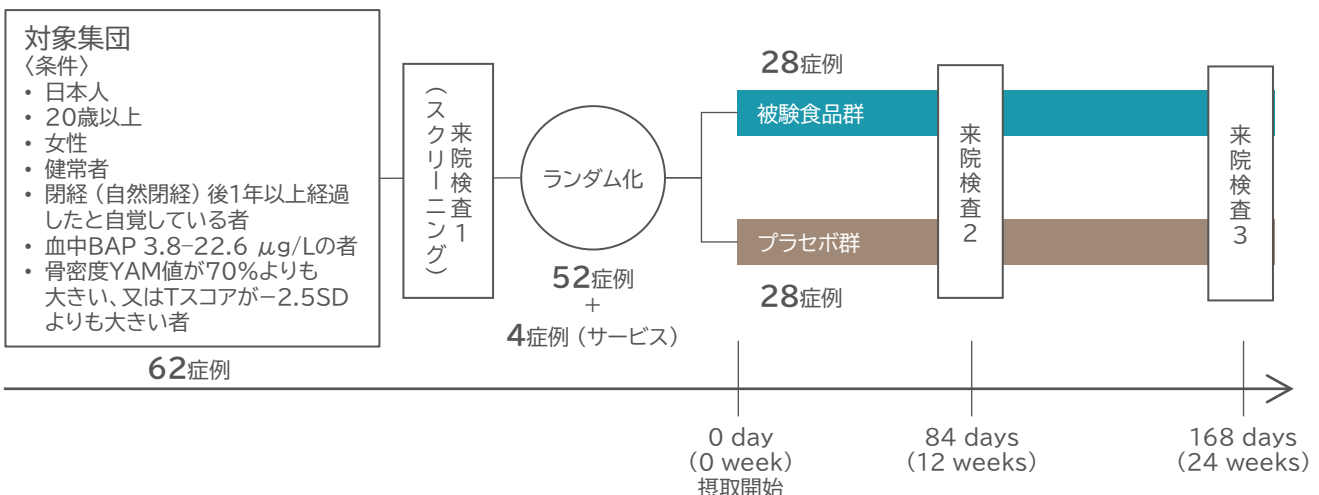 対象集団
〈条件〉
• 日本人
• 20歳以上
• 女性
• 健常者
• 閉経（自然閉経）後1年以上経過
したと自覚している者
• 血中BAP 3.8–22.6 μg/Lの者
• 骨密度YAM値が70%よりも
大きい、又はTスコアが−2.5SD
よりも大きい者
62症例
来院検査1
（スクリーニング）
ランダム化
52症例
+
4症例（サービス）
28症例
被験食品群
プラセボ群
28症例
来院検査2
来院検査3
0 day
(0 week)
摂取開始
84 days
(12 weeks)
168 days
(24 weeks)